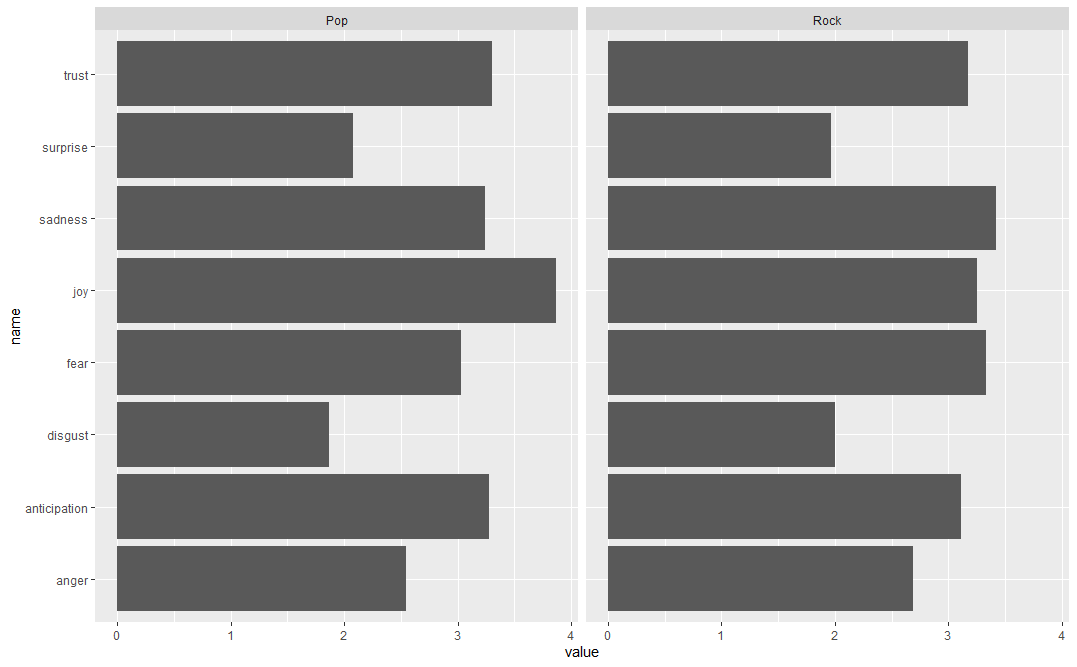 Pop
Rock
trust
surprise
sadness
joy
fear
disgust
anticipation
anger
name
0 1 2 3 4
0 1 2 3 4
value